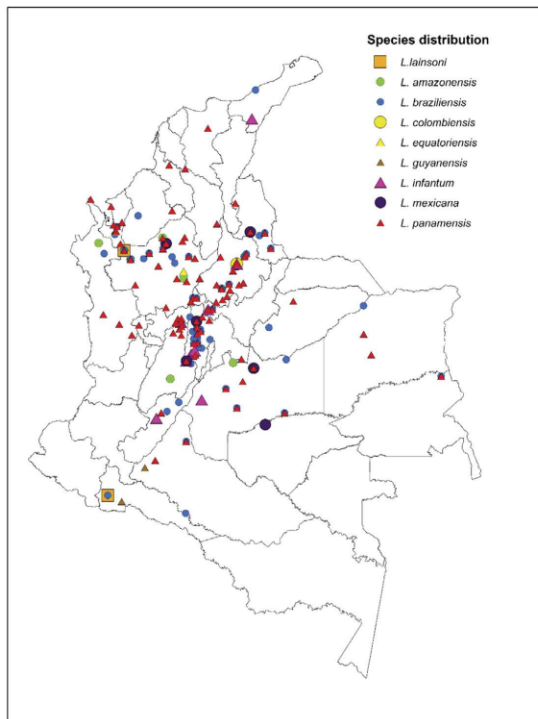 Species distribution
L.lainsoni
L. amazonensis
L. braziliensis
L. colombiensis
L. equatoriensis
L. guyanensis
L. infantum
L. mexicana
L. panamensis